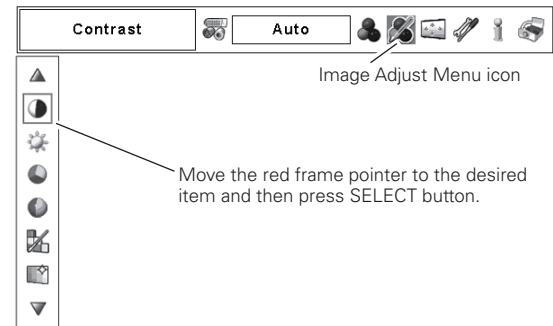 Contrast
Auto
Image Adjust Menu icon
Move the red frame pointer to the desired
item and then press SELECT button.